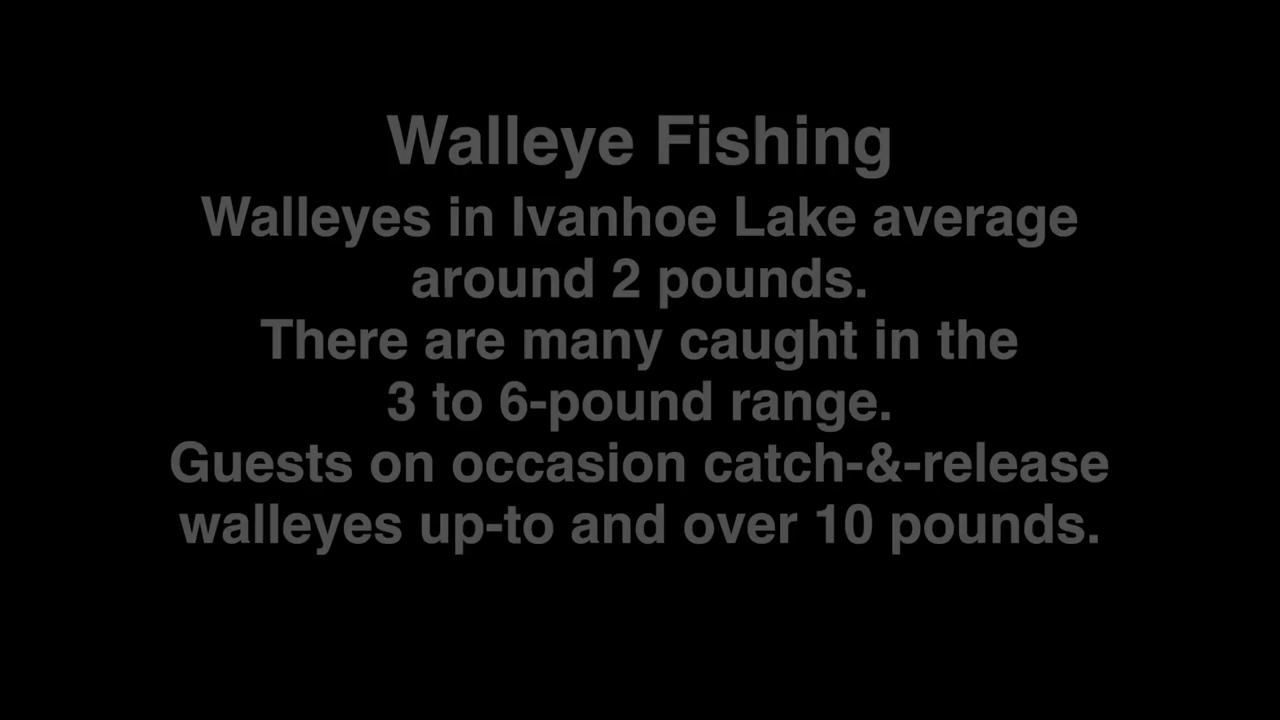 Walleye Fishing
Walleyes in Ivanhoe Lake average
around 2 pounds.
There are many caught in the
3 to 6-pound range.
Guests on occasion catch-&-release
walleyes up-to and over 10 pounds.